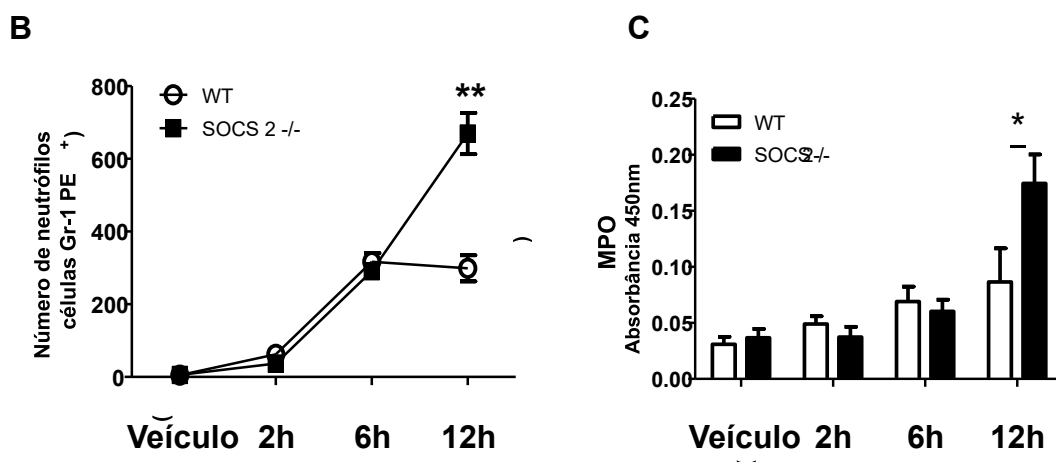 B
Número de neutrófilos
células Gr-1 PE +)
800
600
400
200
0
WT
SOCS 2 -/-
**
)
(
Veículo 2h 6h 12h
C
MPO
Absorbância 450nm
0.25
0.20
0.15
0.10
0.05
0.00
WT
SOCS2-/-
*
Veículo 2h 6h 12h